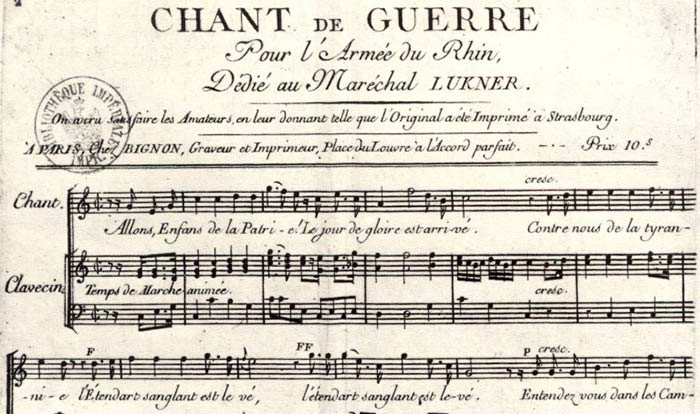 CHANT DE GUERRE
Pour l'Armée du Rhin,
Dédié au Maréchal LUKNER.
BIBLIOTHÈQUE IMPÉRIALE
IMPR.
On a cru satisfaire les Amateurs, en leur donnant telle que l'Original a été Imprimé à Strasbourg.
A PARIS, Chez BIGNON, Graveur et Imprimeur, Place du Louvre à l'Accord parfait. - · - Prix 10.s
cresc.
Chant.
Allons, Enfans de la Patri - e! Le jour de gloire est arri - vé. Contre nous de la tyran-
Clavecin.
Temps de Marche animée. cresc.
F FF P cresc.
- ni - e l'Étendart sanglant est le vé, l'étendart sanglant est le - vé. Entendez vous dans les Cam-